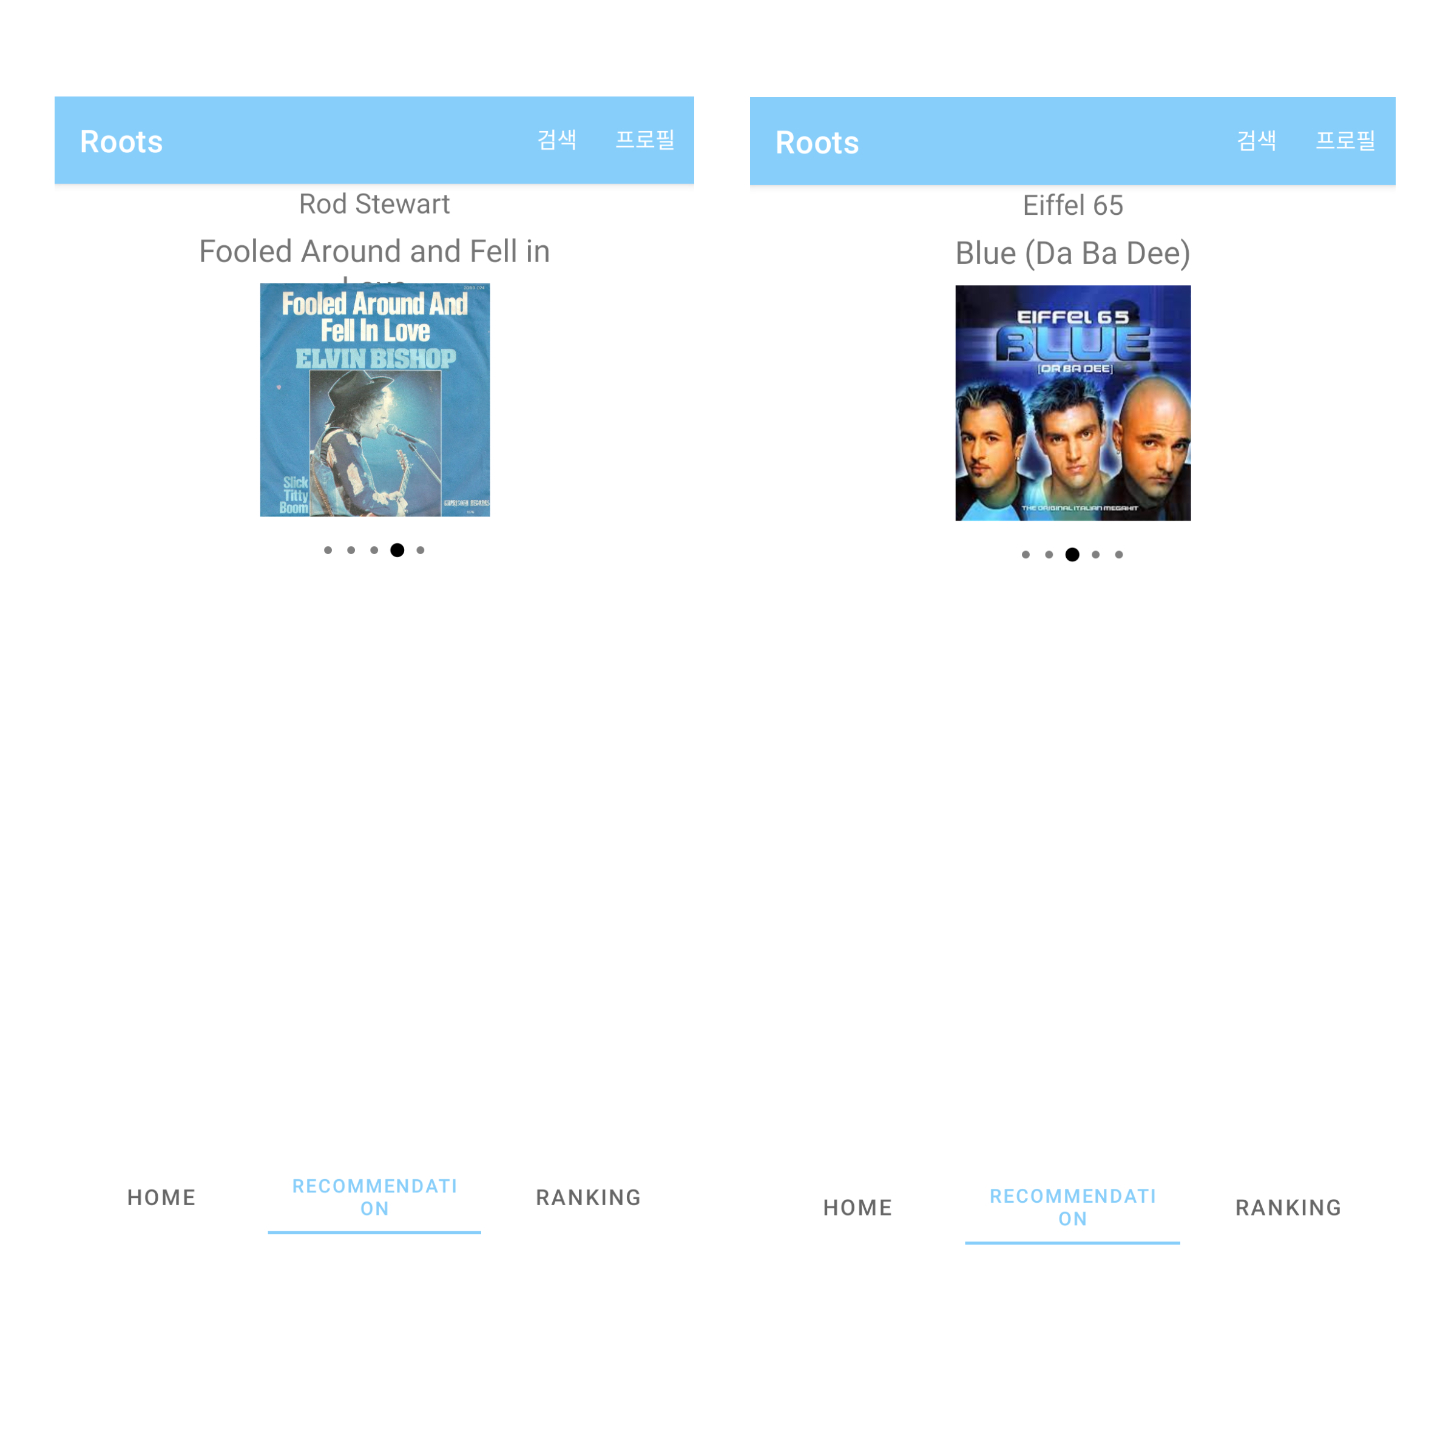 Roots 검색 프로필
Rod Stewart
Fooled Around and Fell in
Fooled Around And
Fell In Love
ELVIN BISHOP
Slick
Titty
Boom
HOME RECOMMENDATI
ON RANKING
Roots 검색 프로필
Eiffel 65
Blue (Da Ba Dee)
EIFFEL 65
BLUE
[DA BA DEE]
THE ORIGINAL ITALIAN MEGAHIT
HOME RECOMMENDATI
ON RANKING